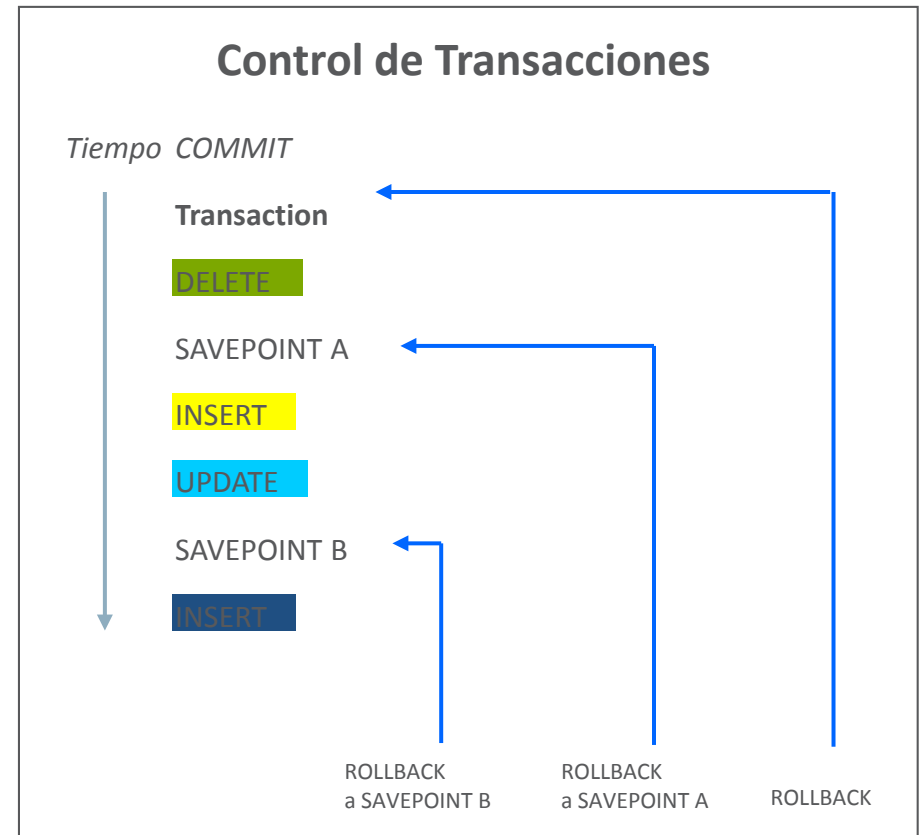 Control de Transacciones
Tiempo COMMIT
Transaction
DELETE
SAVEPOINT A
INSERT
UPDATE
SAVEPOINT B
INSERT
ROLLBACK
a SAVEPOINT B
ROLLBACK
a SAVEPOINT A
ROLLBACK